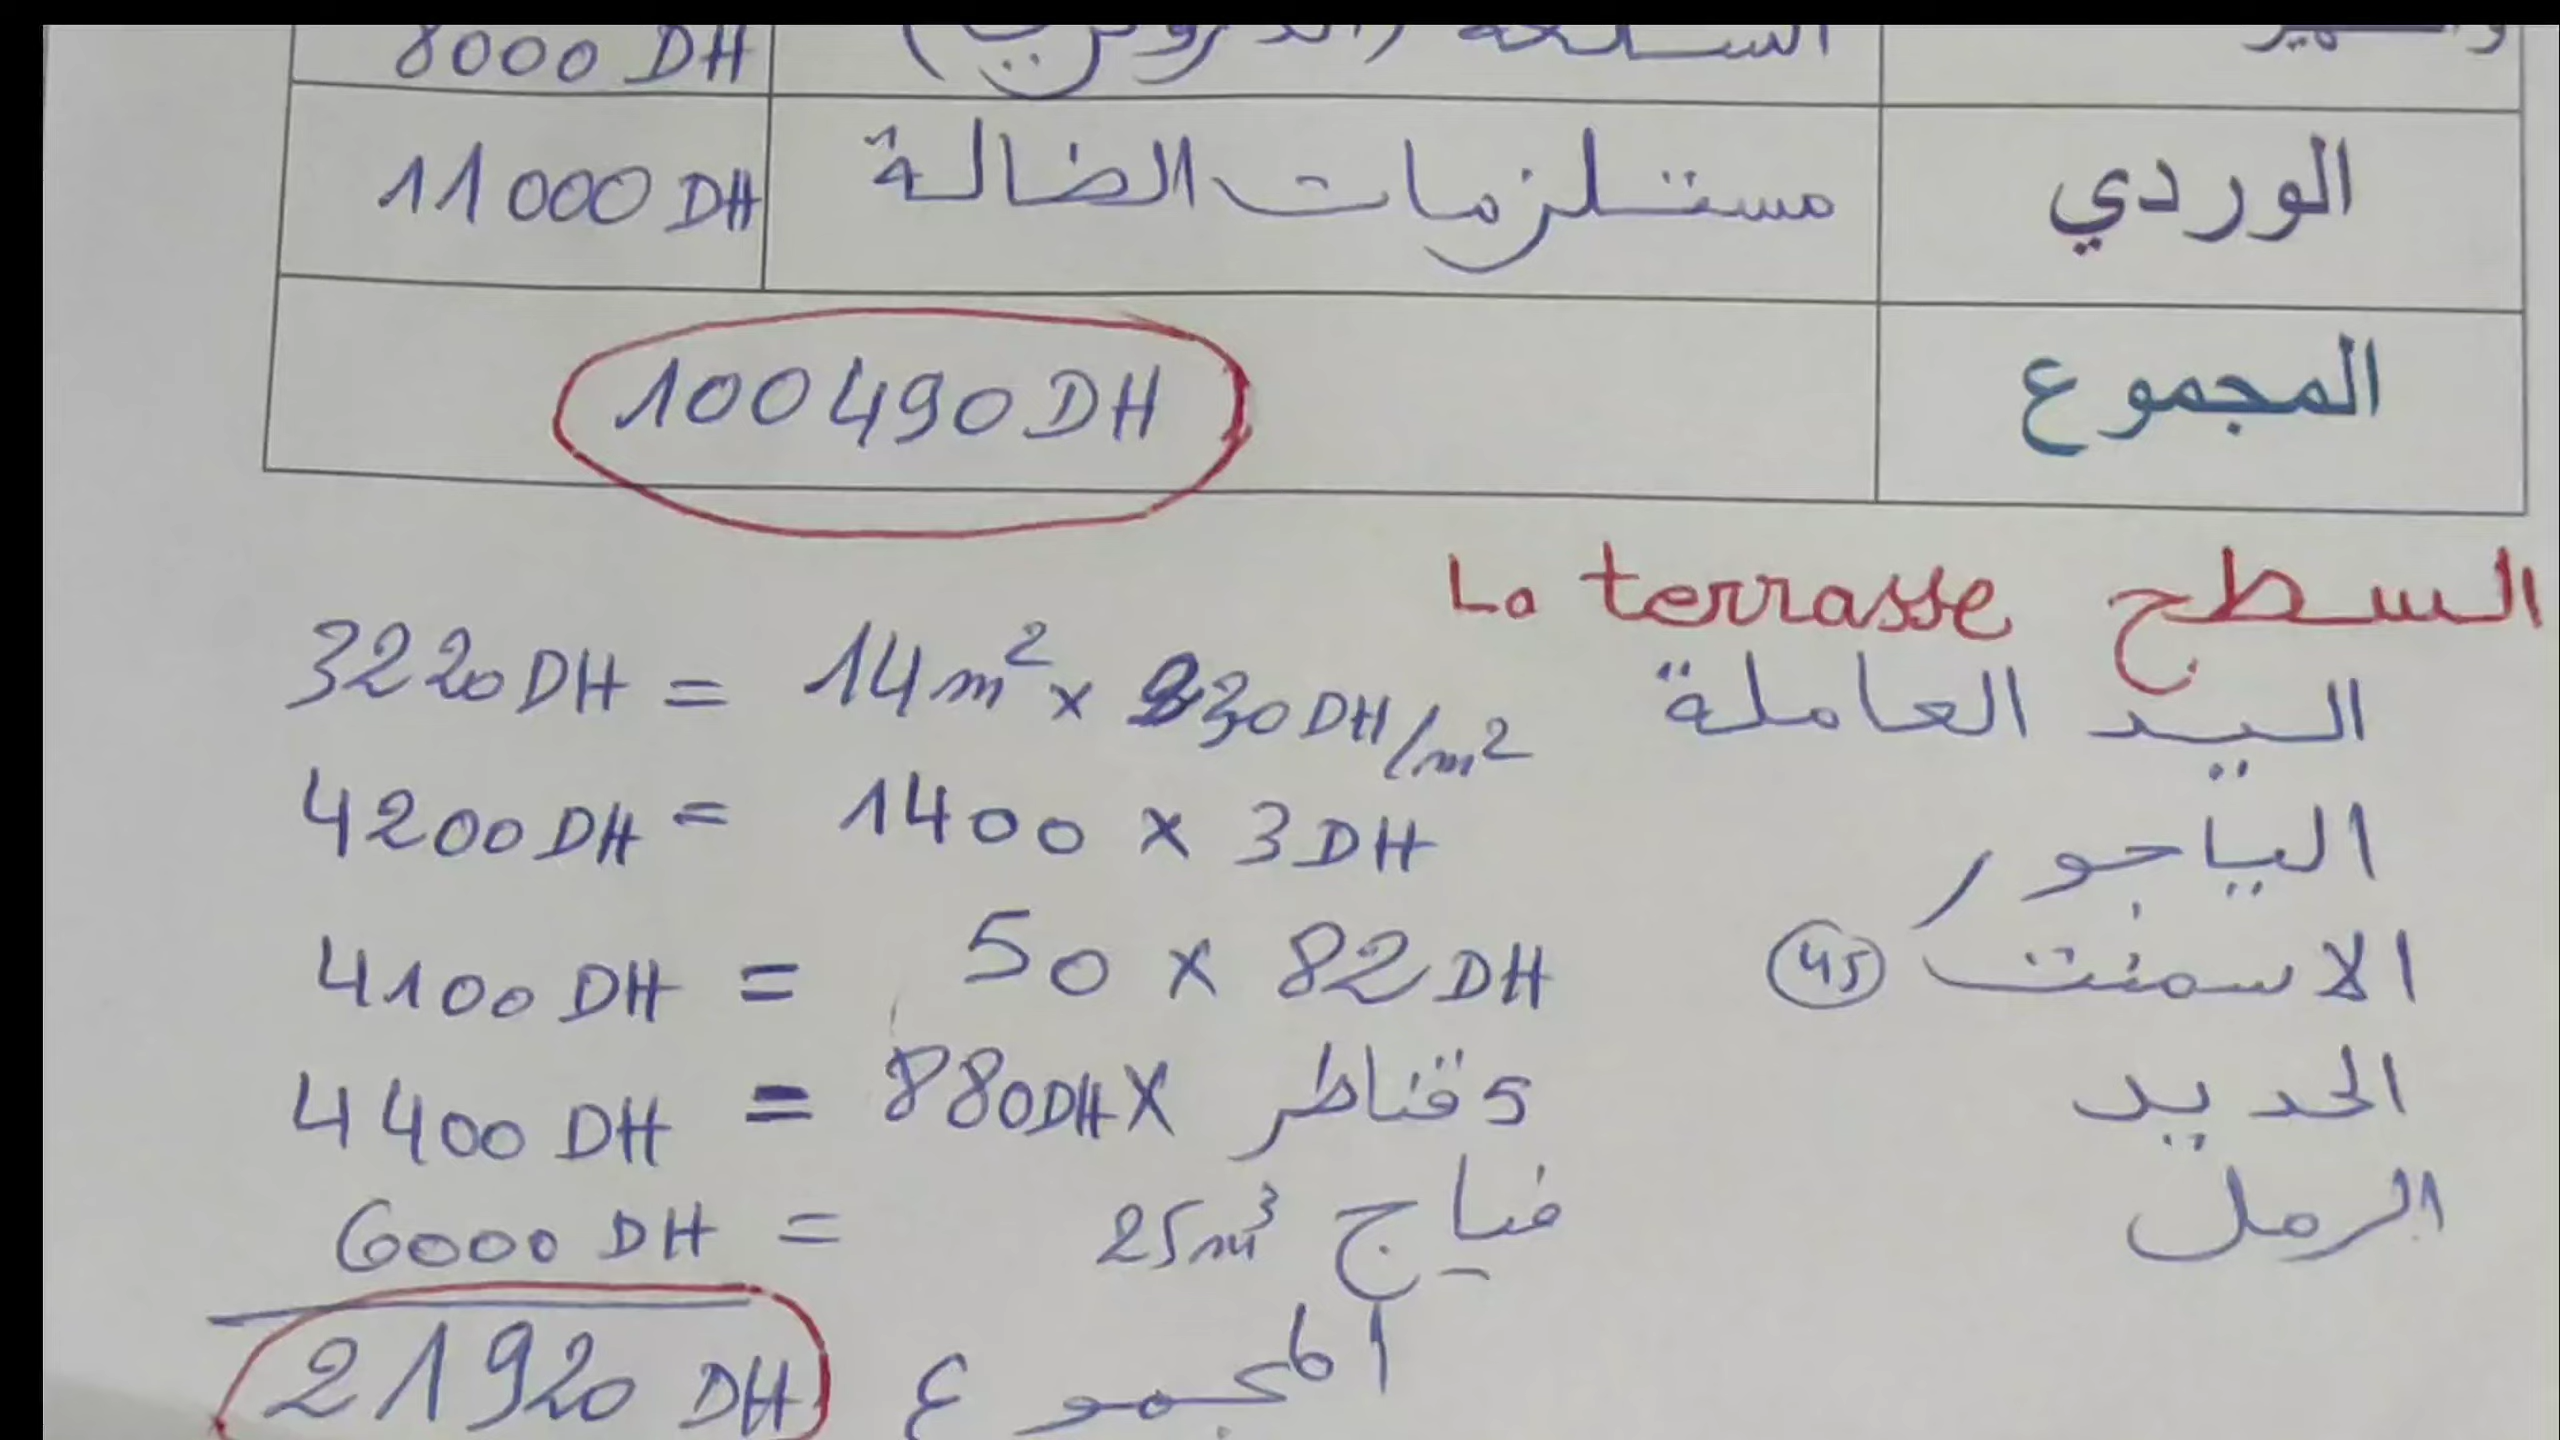 8000 DH
الوردي مستلزمات الضالة 11000 DH
المجموع 100490 DH
السطح La terrasse
اليد العاملة 3220 DH = 14 m² x 230 DH/m²
الياجور 4200 DH = 1400 x 3 DH
الاسمنت 45 4100 DH = 50 x 82 DH
الحديد 4400 DH = 880 DH X 5 قناطر
الرمل 6000 DH = 25 m³ فياج
المجموع 21920 DH